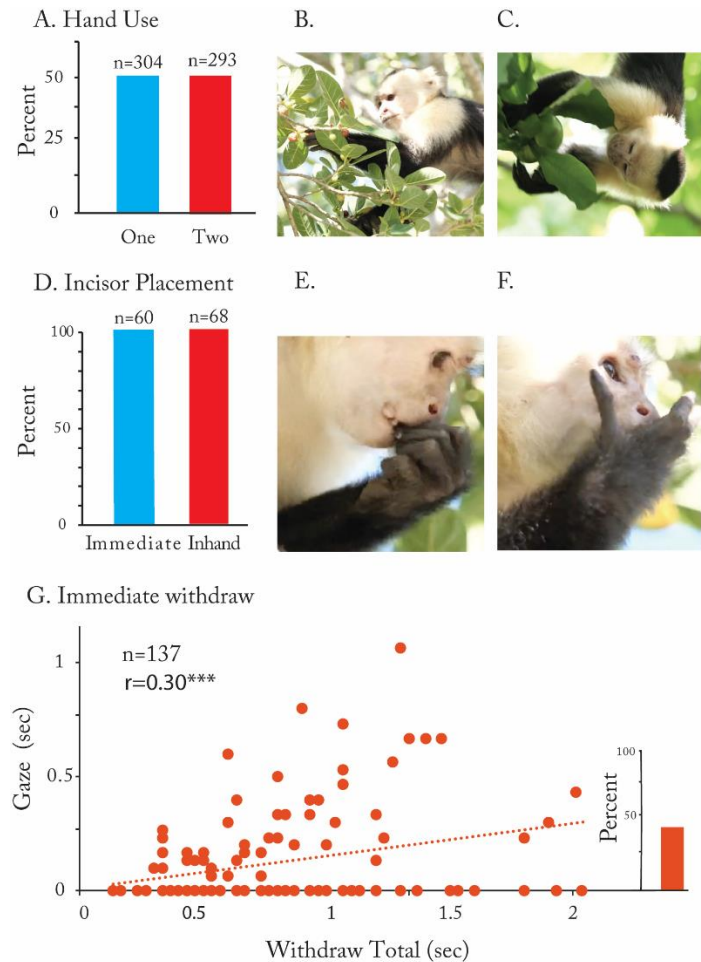 A. Hand Use
B.
C.
n=304
n=293
Percent
50
25
0
One
Two
D. Incisor Placement
E.
F.
n=60
n=68
Percent
100
50
0
Immediate
Inhand
G. Immediate withdraw
n=137
r=0.30***
Gaze (sec)
1
0.5
0
0
0.5
1
1.5
2
Withdraw Total (sec)
Percent
100
50
0